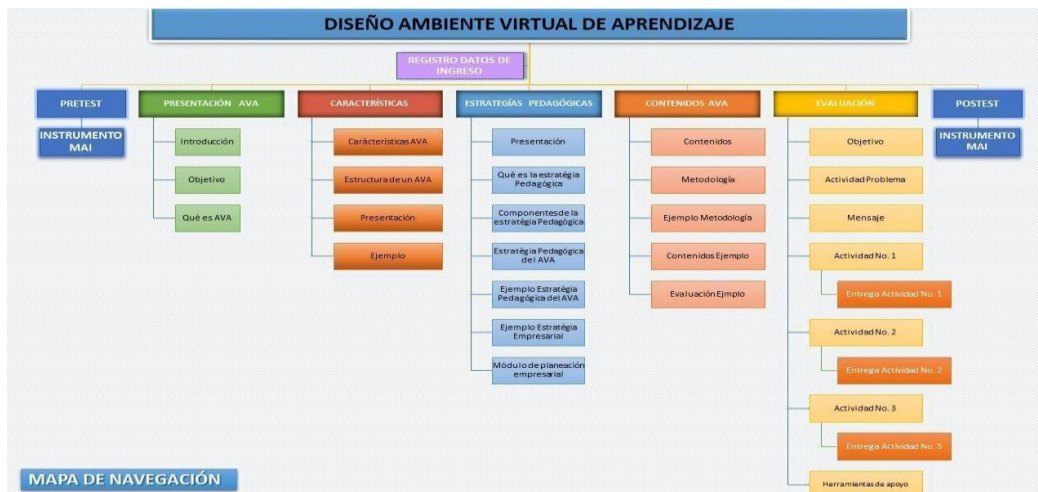 DISEÑO AMBIENTE VIRTUAL DE APRENDIZAJE
REGISTRO DATOS DE
INGRESO
PRETEST
INSTRUMENTO
MAI
PRESENTACIÓN AVA
Introducción
Objetivo
Qué es AVA
CARACTERÍSTICAS
Carácterísticas AVA
Estructura de un AVA
Presentación
Ejemplo
ESTRATEGÍAS PEDAGÓGICAS
Presentación
Qué es la estratégia
Pedagógica
Componentes de la
estratégia Pedagógica
Estratégia Pedagógica
del AVA
Ejemplo Estratégia
Pedagógica del AVA
Ejemplo Estratégia
Empresarial
Módulo de planeación
empresarial
CONTENIDOS AVA
Contenidos
Metodología
Ejemplo Metodología
Contenidos Ejemplo
Evaluación Ejmplo
EVALUACIÓN
Objetivo
Actividad Problema
Mensaje
Actividad No. 1
Entrega Actividad No. 1
Actividad No. 2
Entrega Actividad No. 2
Actividad No. 3
Entrega Actividad No. 3
Herramientas de apoyo
POSTEST
INSTRUMENTO
MAI
MAPA DE NAVEGACIÓN